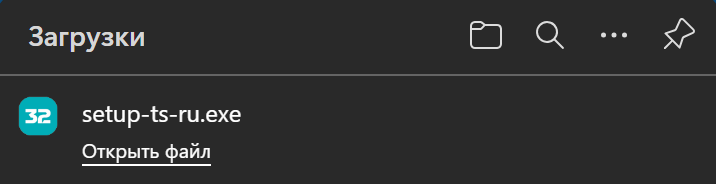 Загрузки
32
setup-ts-ru.exe
Открыть файл